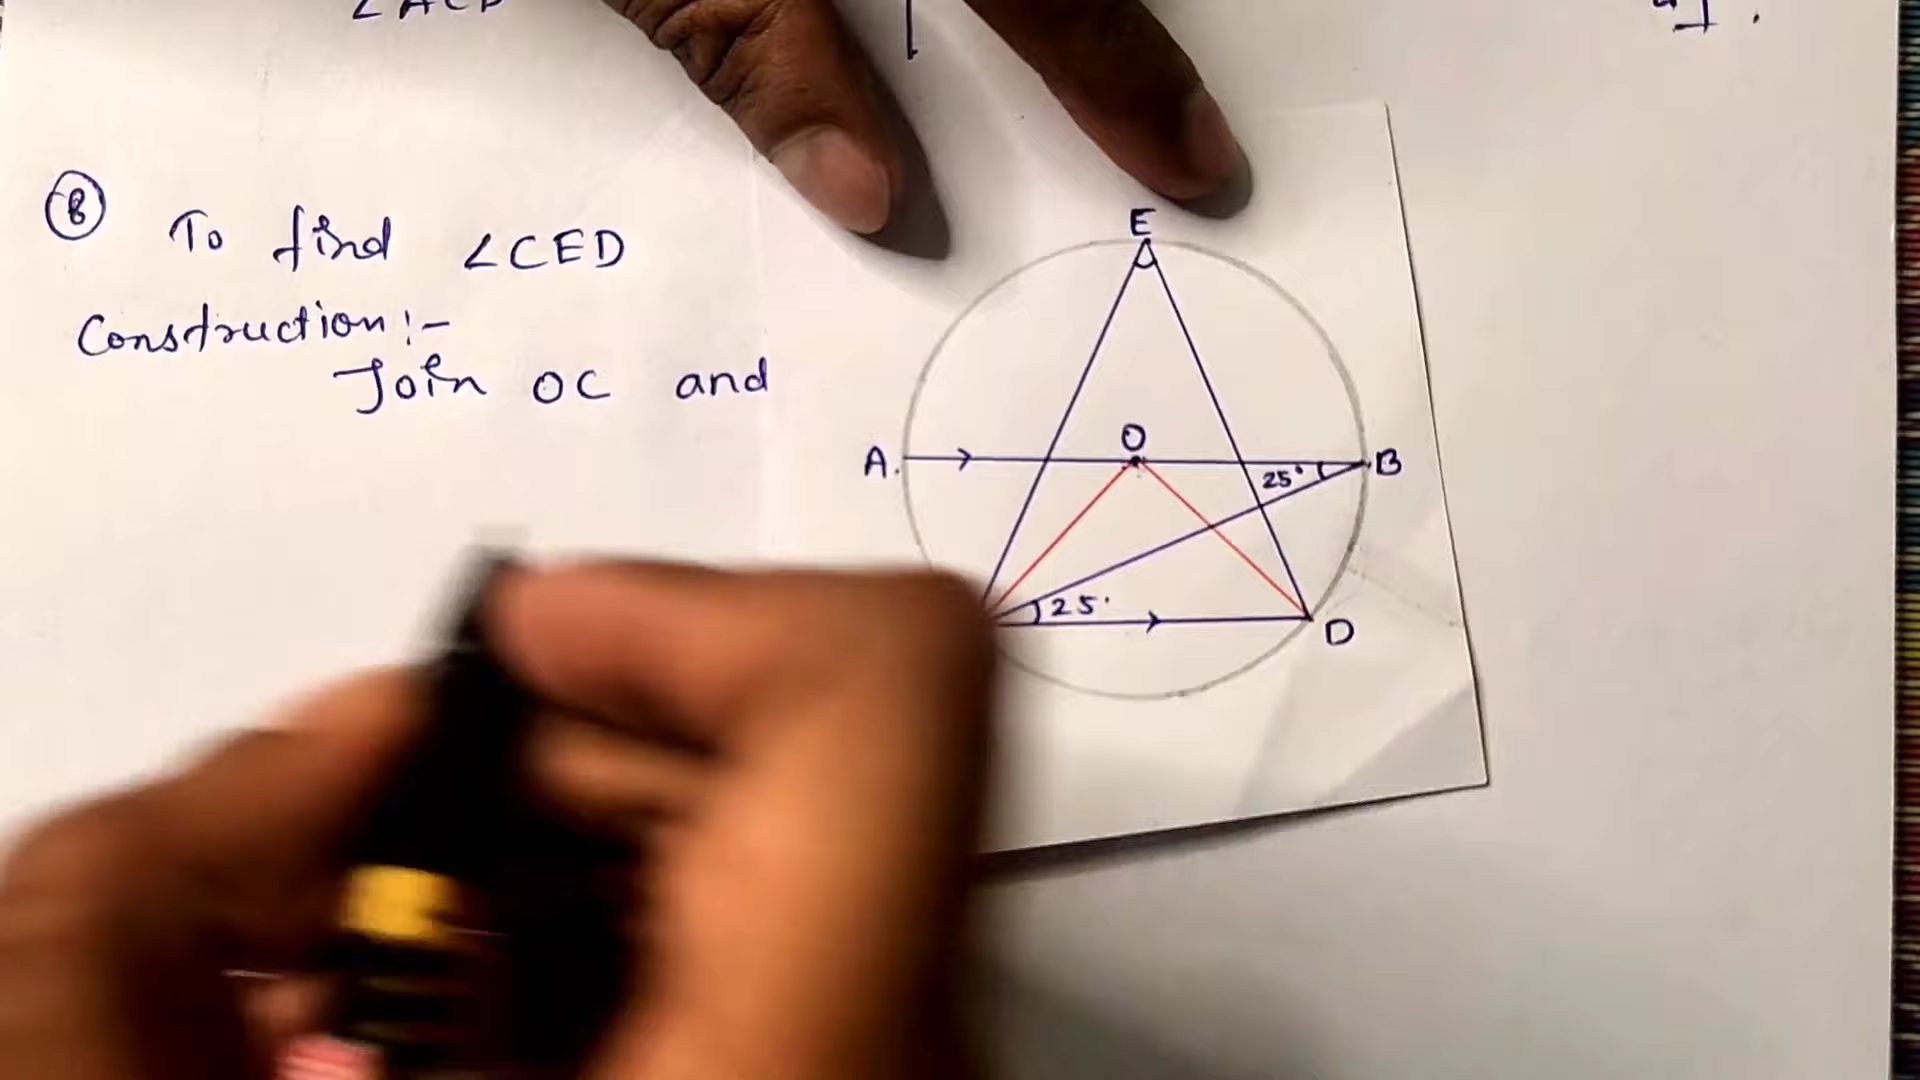 ⑧ To find ∠CED
Construction:-
Join OC and
E
O
A.
25°
B
25°
D